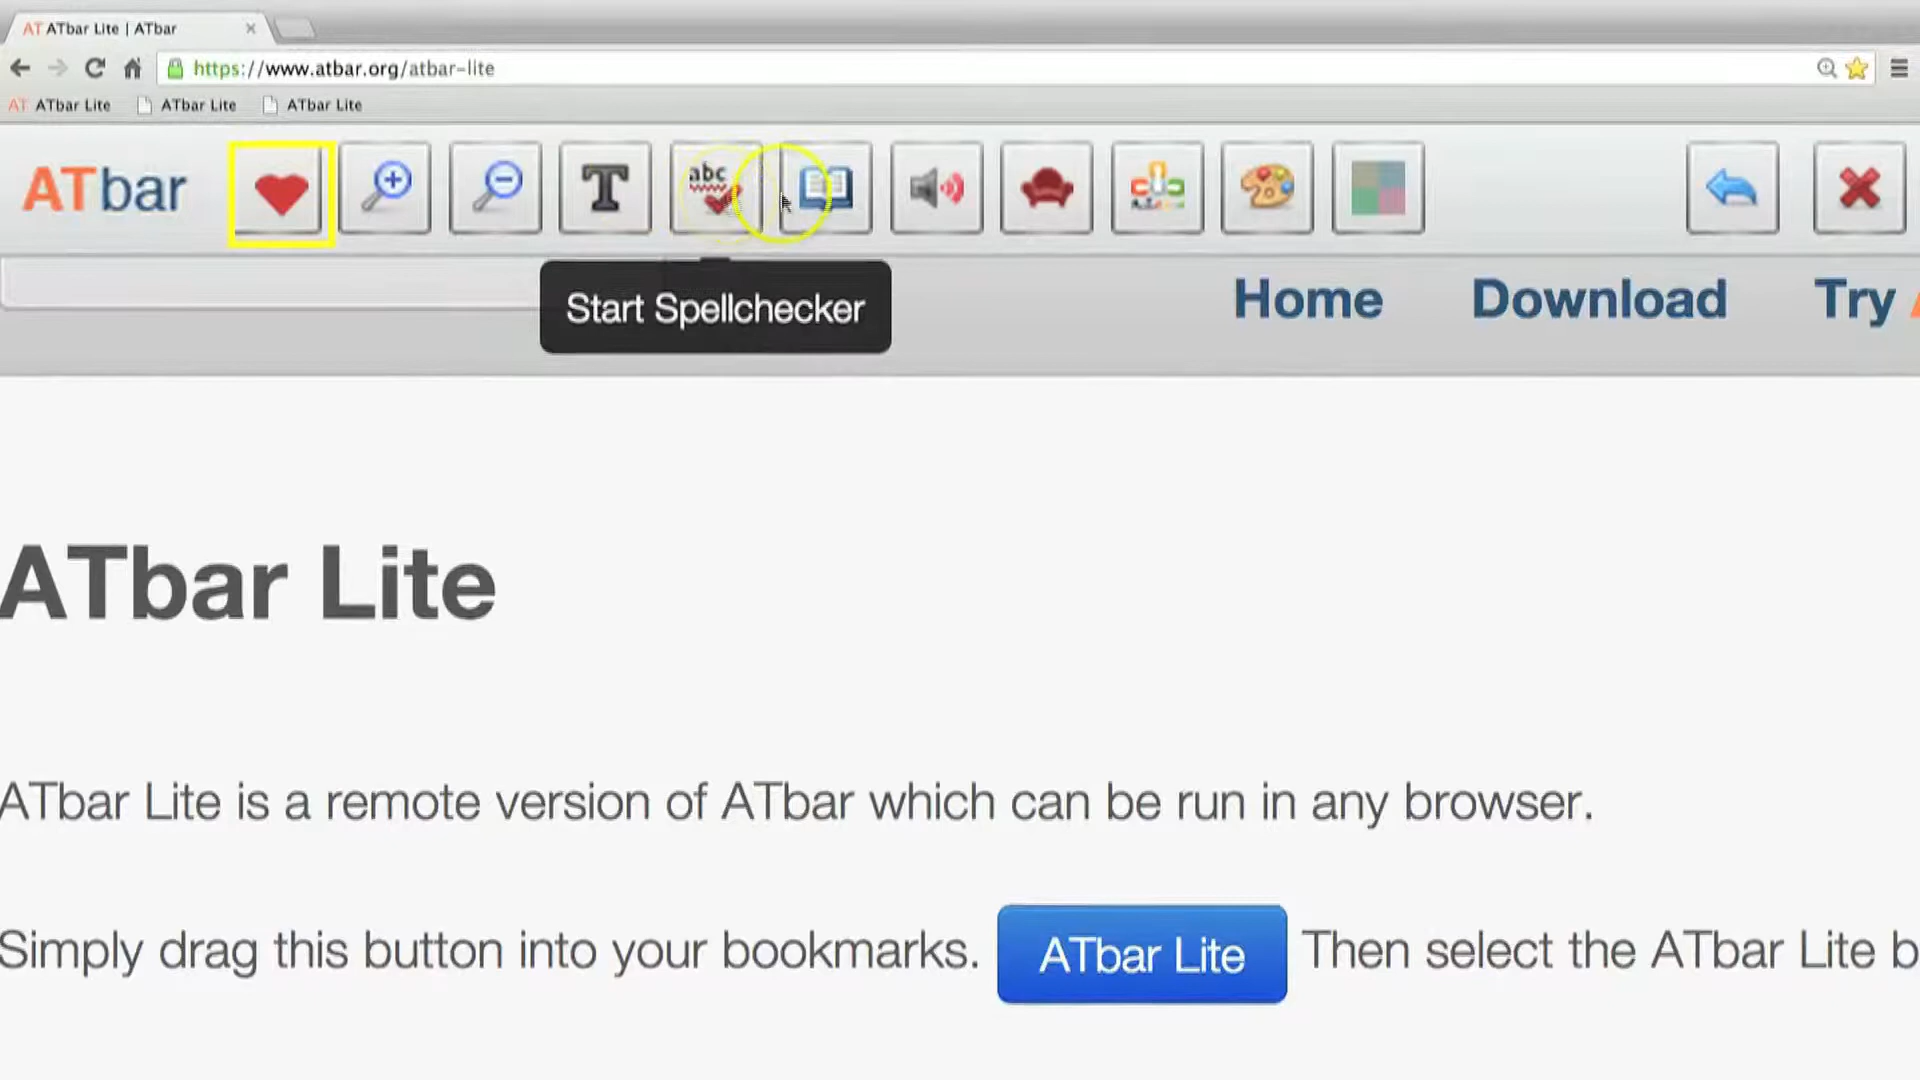 AT ATbar Lite | ATbar
https://www.atbar.org/atbar-lite
AT ATbar Lite ATbar Lite ATbar Lite
ATbar
T
abc
Start Spellchecker
Home Download Try
ATbar Lite
ATbar Lite is a remote version of ATbar which can be run in any browser.
Simply drag this button into your bookmarks. ATbar Lite Then select the ATbar Lite b